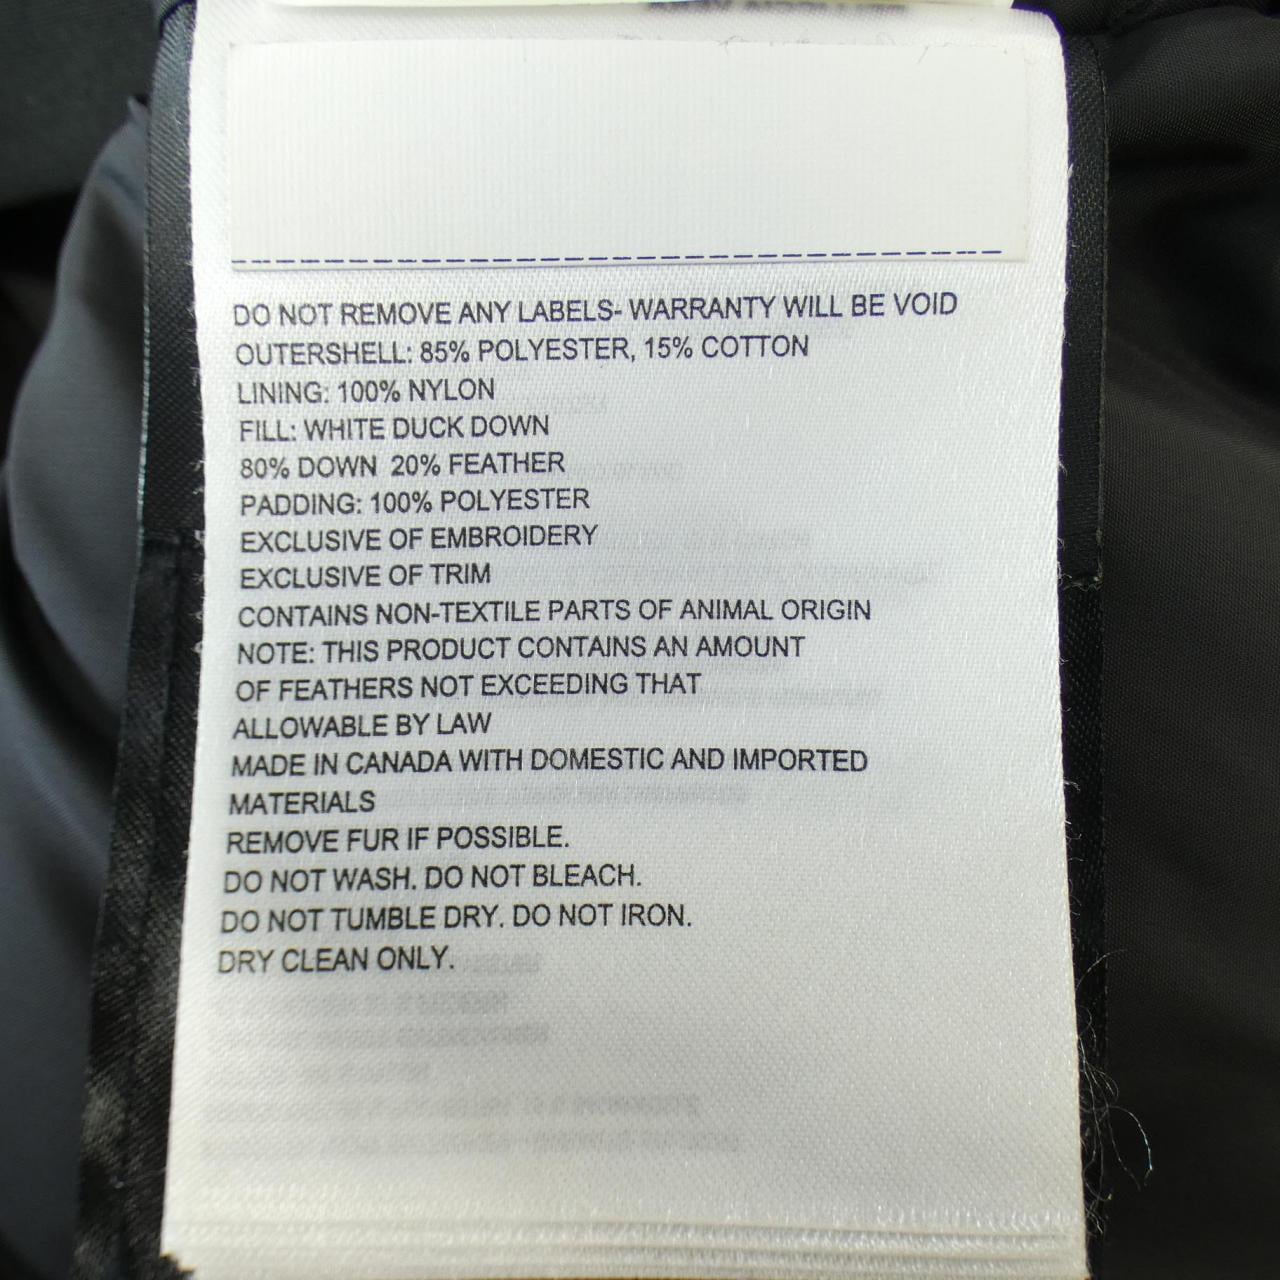 DO NOT REMOVE ANY LABELS- WARRANTY WILL BE VOID
OUTERSHELL: 85% POLYESTER, 15% COTTON
LINING: 100% NYLON
FILL: WHITE DUCK DOWN
80% DOWN  20% FEATHER
PADDING: 100% POLYESTER
EXCLUSIVE OF EMBROIDERY
EXCLUSIVE OF TRIM
CONTAINS NON-TEXTILE PARTS OF ANIMAL ORIGIN
NOTE: THIS PRODUCT CONTAINS AN AMOUNT
OF FEATHERS NOT EXCEEDING THAT
ALLOWABLE BY LAW
MADE IN CANADA WITH DOMESTIC AND IMPORTED
MATERIALS
REMOVE FUR IF POSSIBLE.
DO NOT WASH. DO NOT BLEACH.
DO NOT TUMBLE DRY. DO NOT IRON.
DRY CLEAN ONLY.